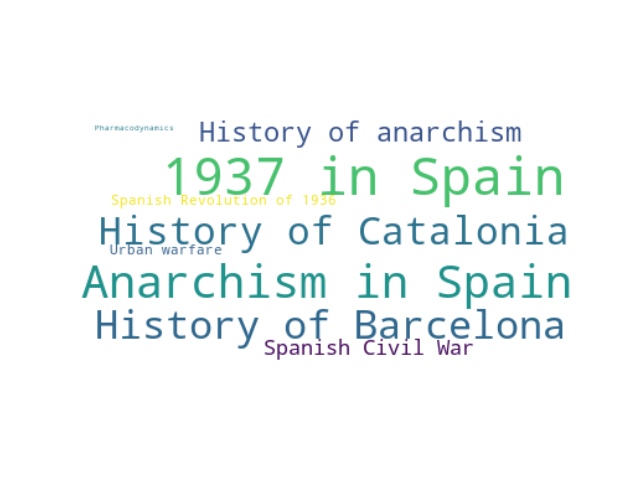 Pharmacodynamics
History of anarchism
1937 in Spain
Spanish Revolution of 1936
History of Catalonia
Urban warfare
Anarchism in Spain
History of Barcelona
Spanish Civil War